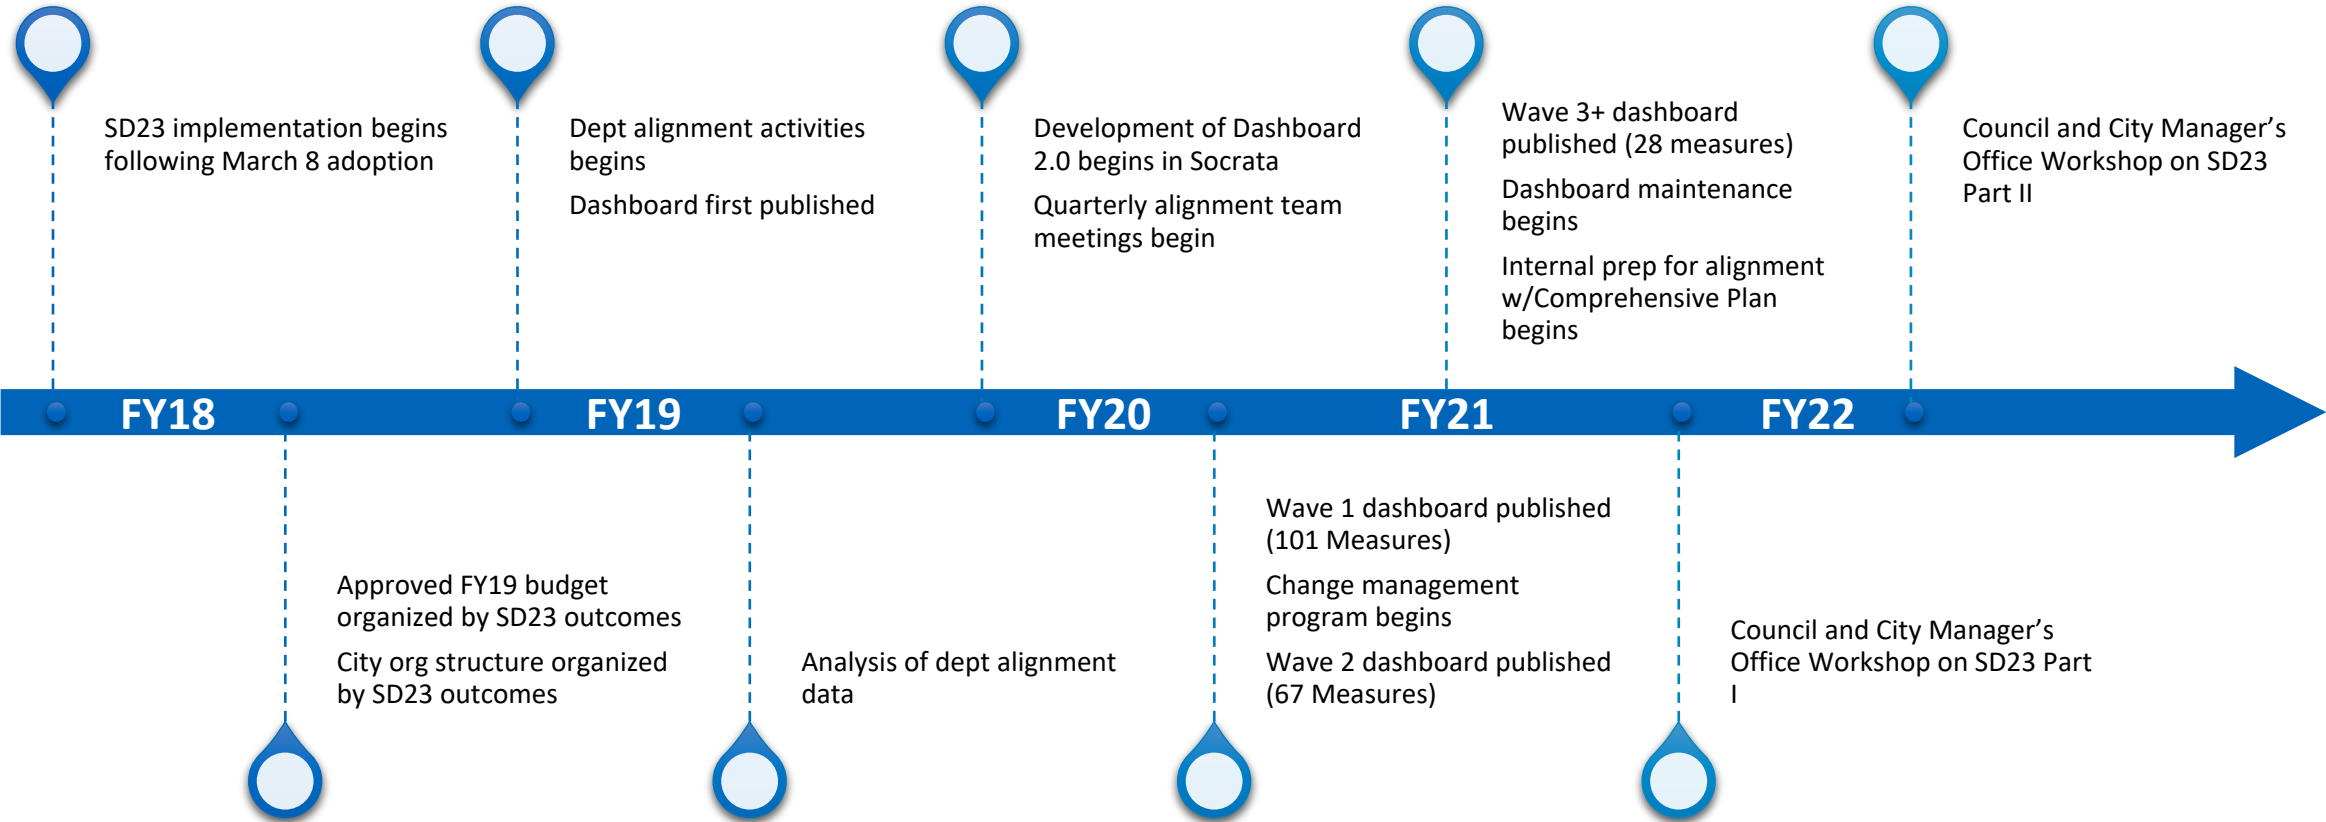 SD23 implementation begins
following March 8 adoption
Dept alignment activities
begins
Dashboard first published
Development of Dashboard
2.0 begins in Socrata
Quarterly alignment team
meetings begin
Wave 3+ dashboard
published (28 measures)
Dashboard maintenance
begins
Internal prep for alignment
w/Comprehensive Plan
begins
Council and City Manager’s
Office Workshop on SD23
Part II
FY18
FY19
FY20
FY21
FY22
Approved FY19 budget
organized by SD23 outcomes
City org structure organized
by SD23 outcomes
Analysis of dept alignment
data
Wave 1 dashboard published
(101 Measures)
Change management
program begins
Wave 2 dashboard published
(67 Measures)
Council and City Manager’s
Office Workshop on SD23 Part
I